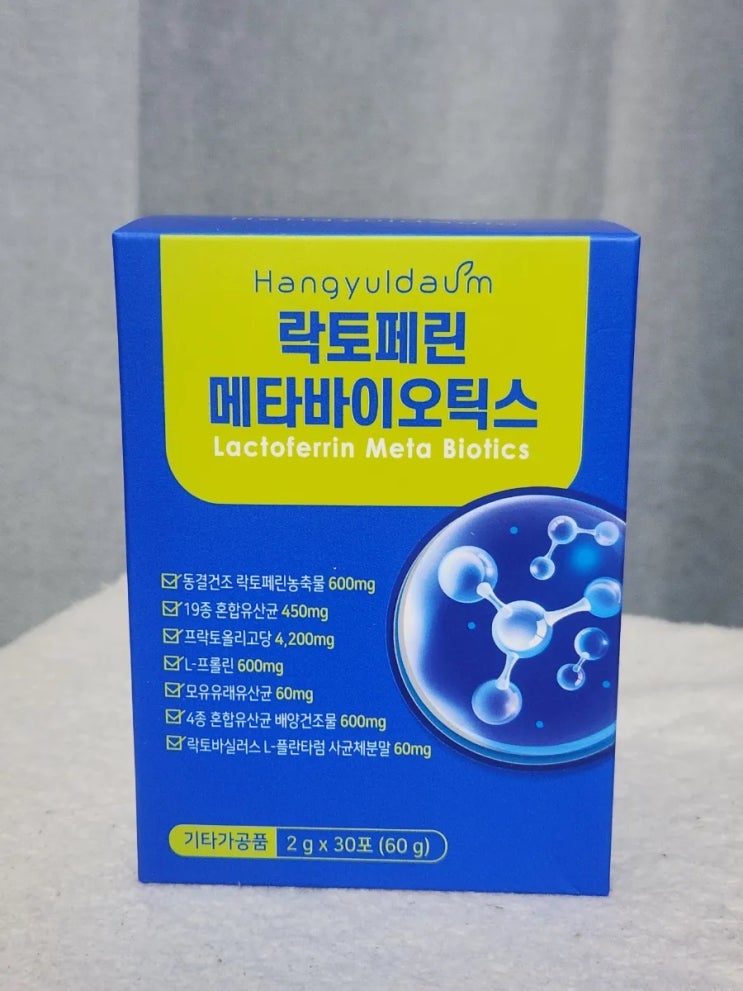 Hangyuldaum
락토페린
메타바이오틱스
Lactoferrin Meta Biotics
동결건조 락토페린농축물 600mg
19종 혼합유산균 450mg
프락토올리고당 4,200mg
L-프롤린 600mg
모유유래유산균 60mg
4종 혼합유산균 배양건조물 600mg
락토바실러스 L-플란타럼 사균체분말 60mg
기타가공품 2 g x 30포 (60 g)